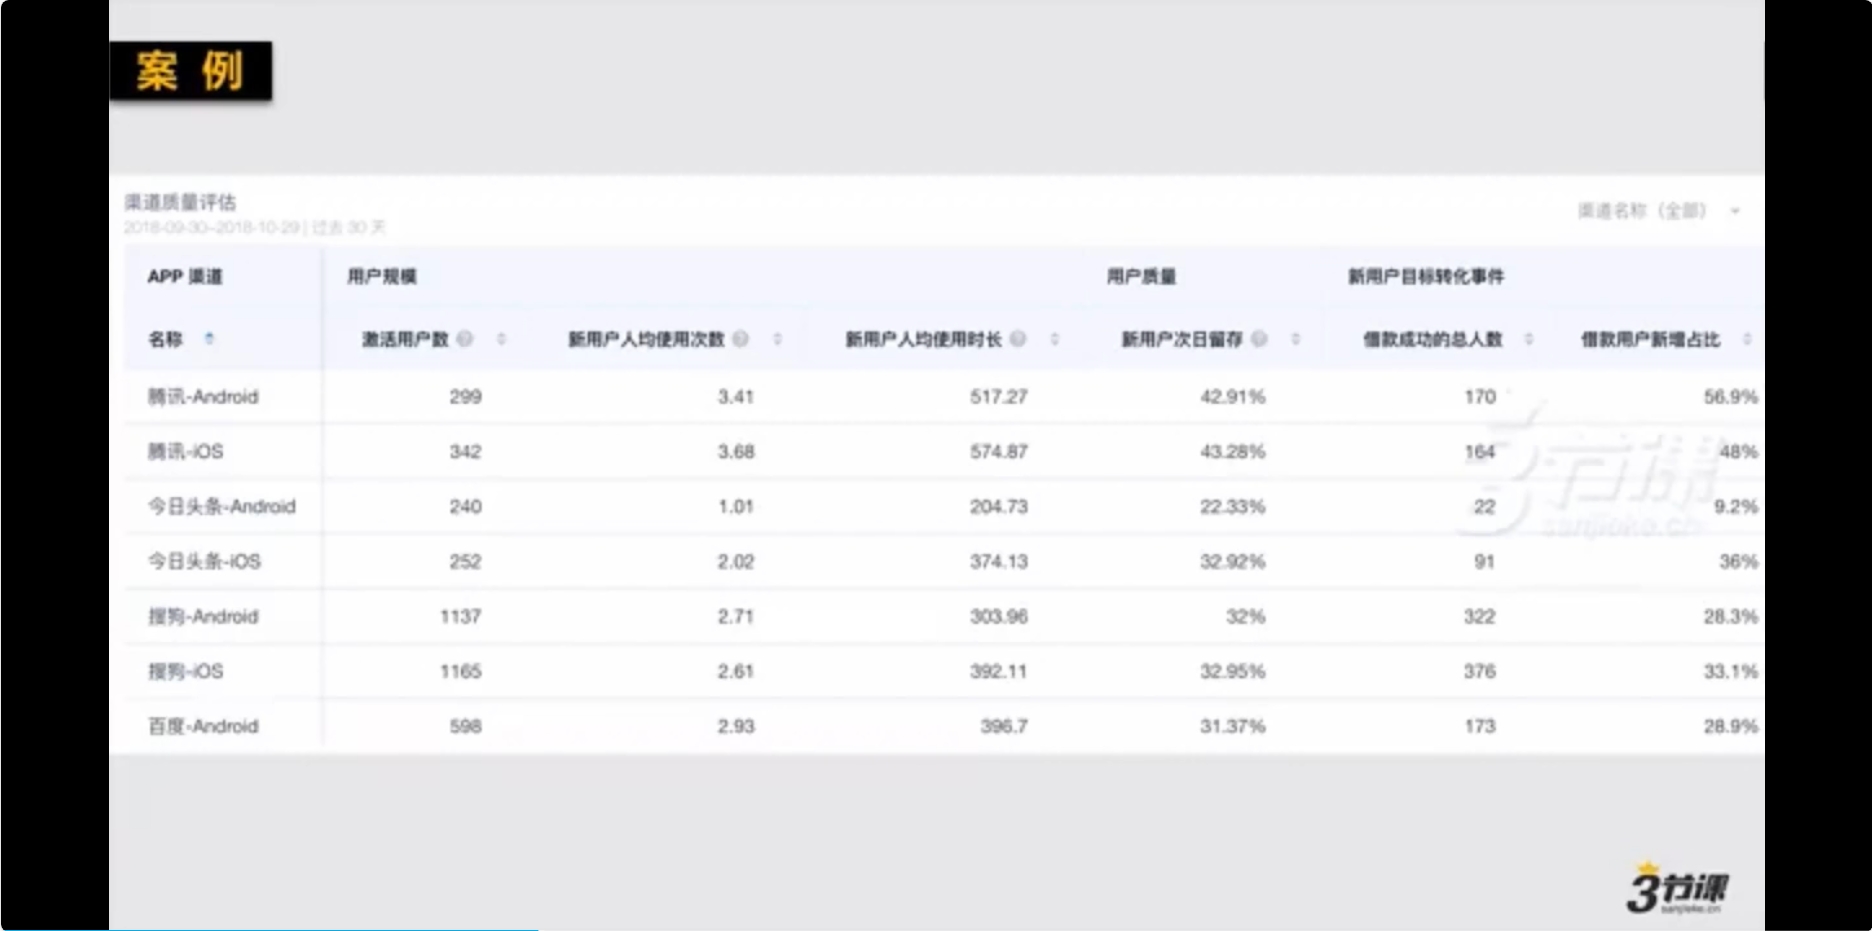 案 例
渠道质量评估
2018-09-30~2018-10-29 | 过去 30 天
渠道名称（全部）
APP 渠道 用户规模 用户质量 新用户目标转化事件
名称 激活用户数 新用户人均使用次数 新用户人均使用时长 新用户次日留存 借款成功的总人数 借款用户新增占比
腾讯-Android 299 3.41 517.27 42.91% 170 56.9%
腾讯-iOS 342 3.68 574.87 43.28% 164 48%
今日头条-Android 240 1.01 204.73 22.33% 22 9.2%
今日头条-iOS 252 2.02 374.13 32.92% 91 36%
搜狗-Android 1137 2.71 303.96 32% 322 28.3%
搜狗-iOS 1165 2.61 392.11 32.95% 376 33.1%
百度-Android 598 2.93 396.7 31.37% 173 28.9%
3节课
sanjieke.cn
3节课
sanjieke.cn